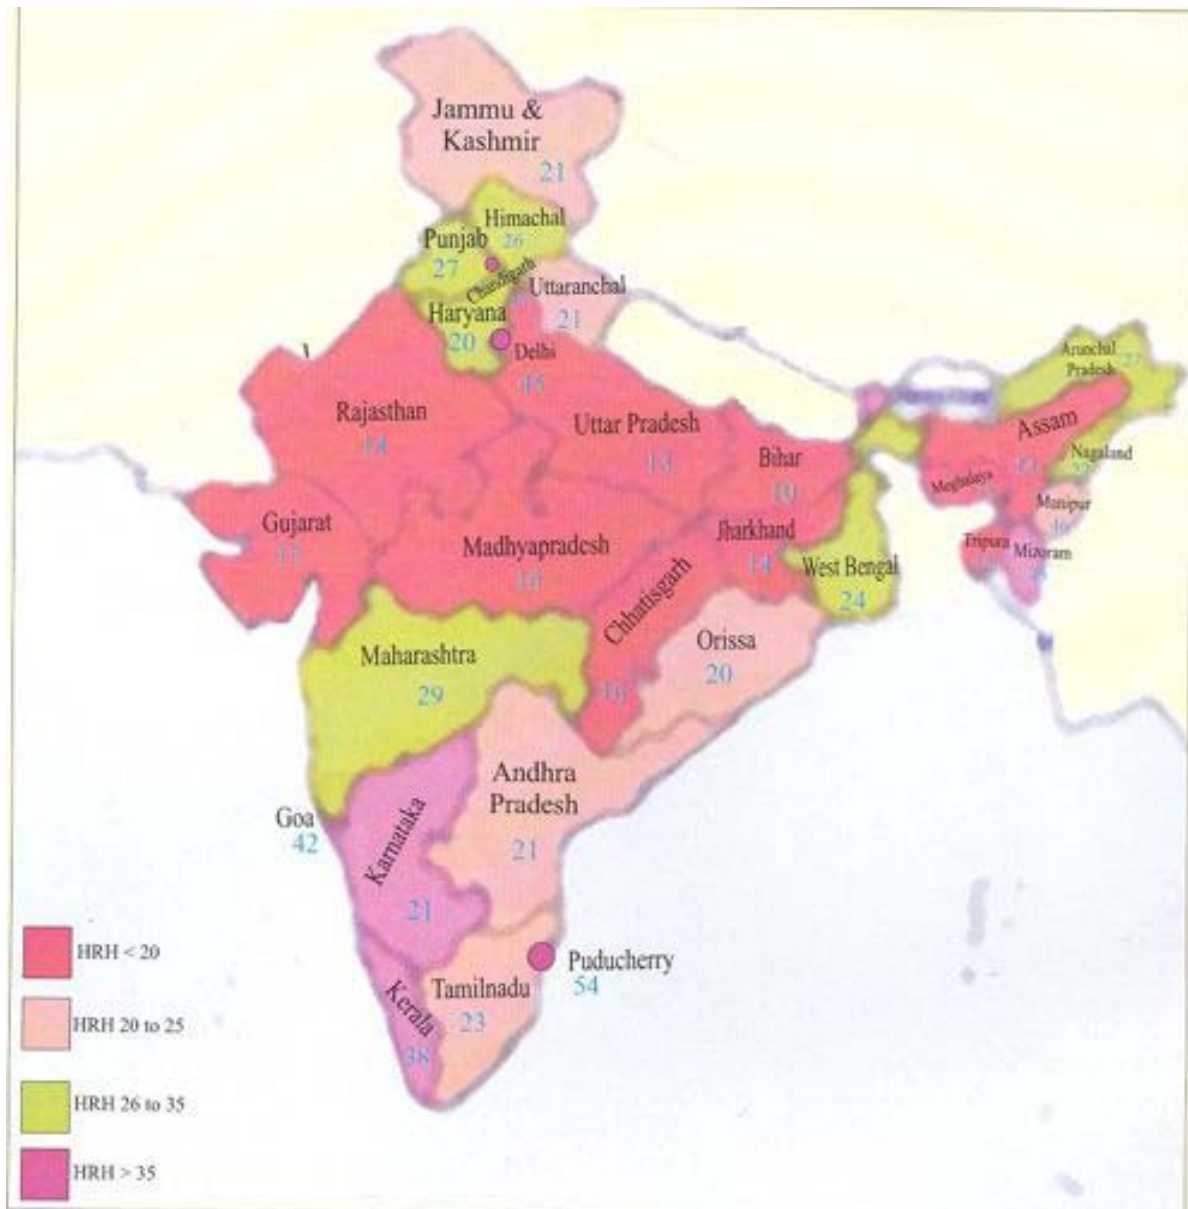 Jammu &
Kashmir
21
Himachal
26
Punjab
27
Chandigarh
Uttaranchal
21
Haryana
20
Delhi
45
Arunchal
Pradesh
Rajasthan
14
Uttar Pradesh
13
Bihar
10
Assam
Nagaland
Meghalaya
Manipur
Gujarat
Madhyapradesh
Jharkhand
14
Tripura
Mizoram
West Bengal
24
Chhatisgarh
Maharashtra
29
Orissa
20
Andhra
Pradesh
21
Goa
42
Karnataka
21
Puducherry
54
Tamilnadu
23
Kerala
38
HRH < 20
HRH 20 to 25
HRH 26 to 35
HRH > 35